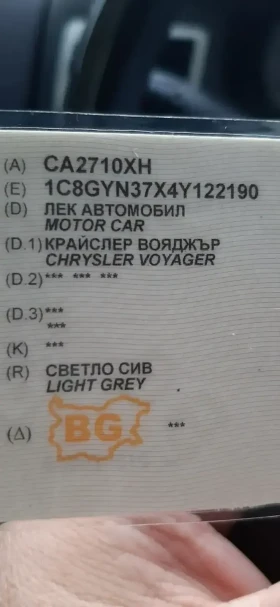 (A) CA2710XH
(E) 1C8GYN37X4Y122190
(D) ЛЕК АВТОМОБИЛ
MOTOR CAR
(D.1) КРАЙСЛЕР ВОЯДЖЪР
CHRYSLER VOYAGER
(D.2) *** *** ***
(D.3) ***
***
(K) ***
(R) СВЕТЛО СИВ
LIGHT GREY
(Δ) BG ***